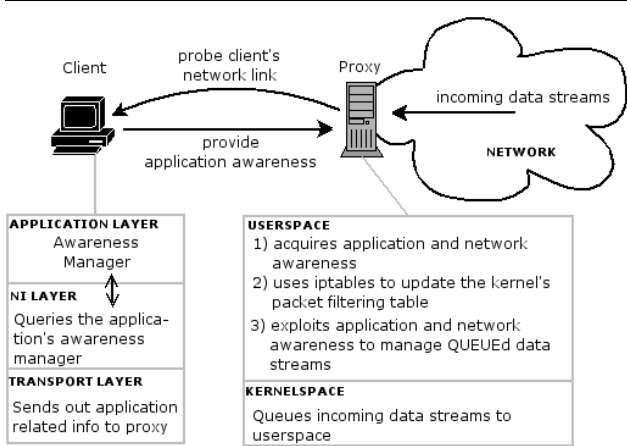 Client
probe client's
network link
Proxy
incoming data streams
provide
application awareness
NETWORK
APPLICATION LAYER
Awareness
Manager
NI LAYER
Queries the applica-
tion's awareness
manager
TRANSPORT LAYER
Sends out application
related info to proxy
USERSPACE
1) acquires application and network
awareness
2) uses iptables to update the kernel's
packet filtering table
3) exploits application and network
awareness to manage QUEUEd data
streams
KERNELSPACE
Queues incoming data streams to
userspace